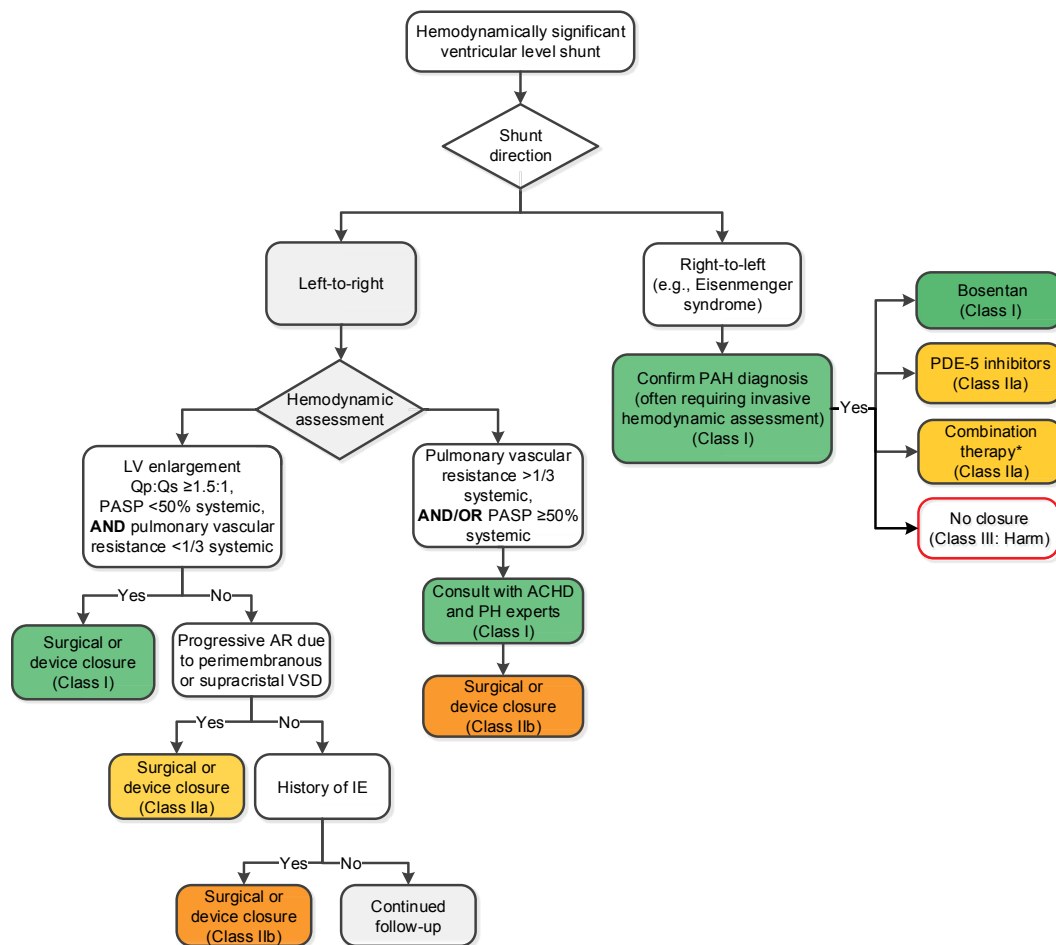 Hemodynamically significant
ventricular level shunt
Shunt
direction
Left-to-right
Right-to-left
(e.g., Eisenmenger
syndrome)
Bosentan
(Class I)
PDE-5 inhibitors
(Class IIa)
Combination
therapy*
(Class IIa)
No closure
(Class III: Harm)
Confirm PAH diagnosis
(often requiring invasive
hemodynamic assessment)
(Class I)
Yes
Hemodynamic
assessment
LV enlargement
Qp:Qs ≥1.5:1,
PASP <50% systemic,
AND pulmonary vascular
resistance <1/3 systemic
Pulmonary vascular
resistance >1/3
systemic,
AND/OR PASP ≥50%
systemic
Yes
No
Consult with ACHD
and PH experts
(Class I)
Surgical or
device closure
(Class I)
Progressive AR due
to perimembranous
or supracristal VSD
Surgical or
device closure
(Class IIb)
Yes
No
Surgical or
device closure
(Class IIa)
History of IE
Yes
No
Surgical or
device closure
(Class IIb)
Continued
follow-up